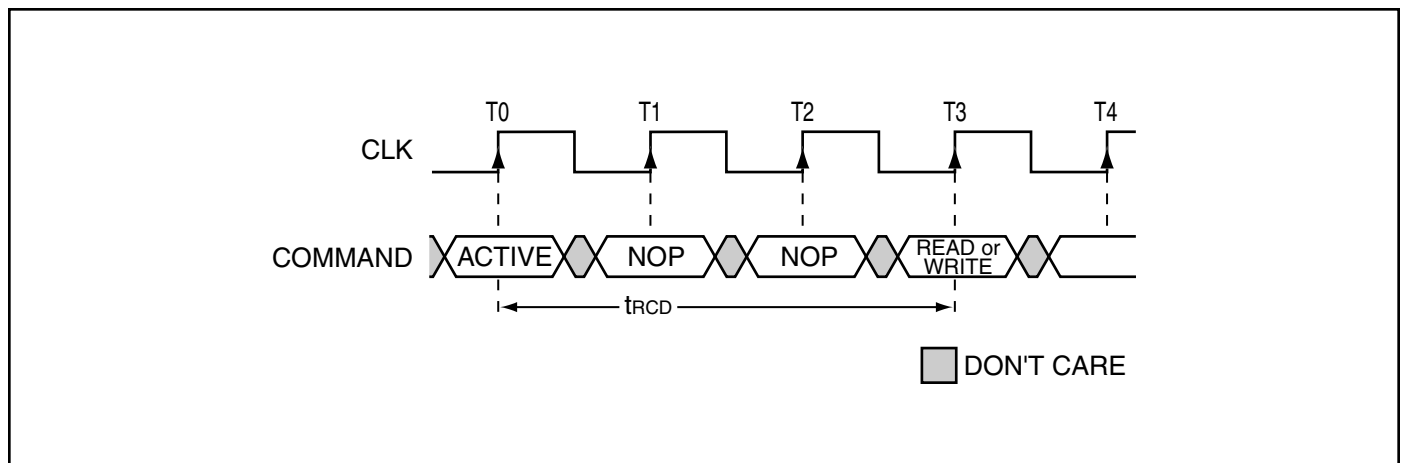 T0 T1 T2 T3 T4
CLK
COMMAND ACTIVE NOP NOP READ or
WRITE
tRCD
DON'T CARE